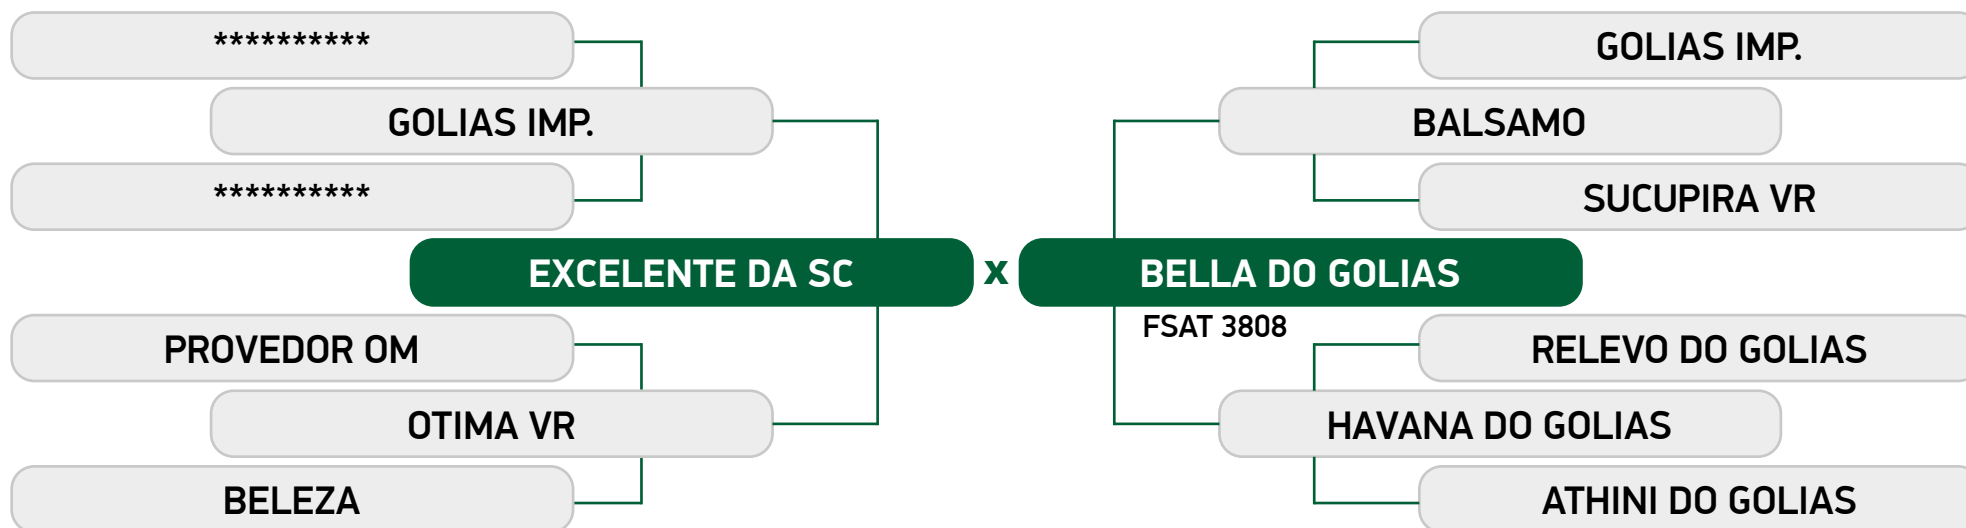 **********
GOLIAS IMP.
GOLIAS IMP.
BALSAMO
**********
SUCUPIRA VR
EXCELENTE DA SC x BELLA DO GOLIAS
FSAT 3808
PROVEDOR OM
RELEVO DO GOLIAS
OTIMA VR
HAVANA DO GOLIAS
BELEZA
ATHINI DO GOLIAS